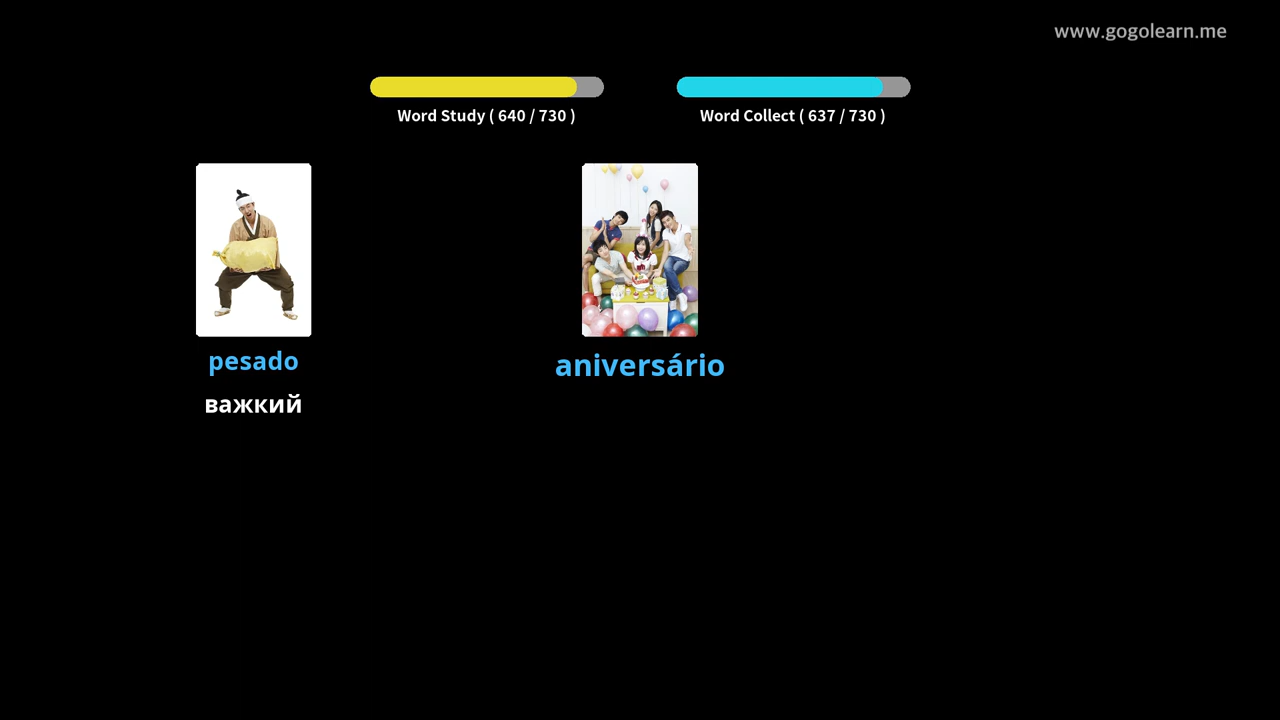 www.gogolearn.me
Word Study ( 640 / 730 )
Word Collect ( 637 / 730 )
pesado
aniversário
важкий